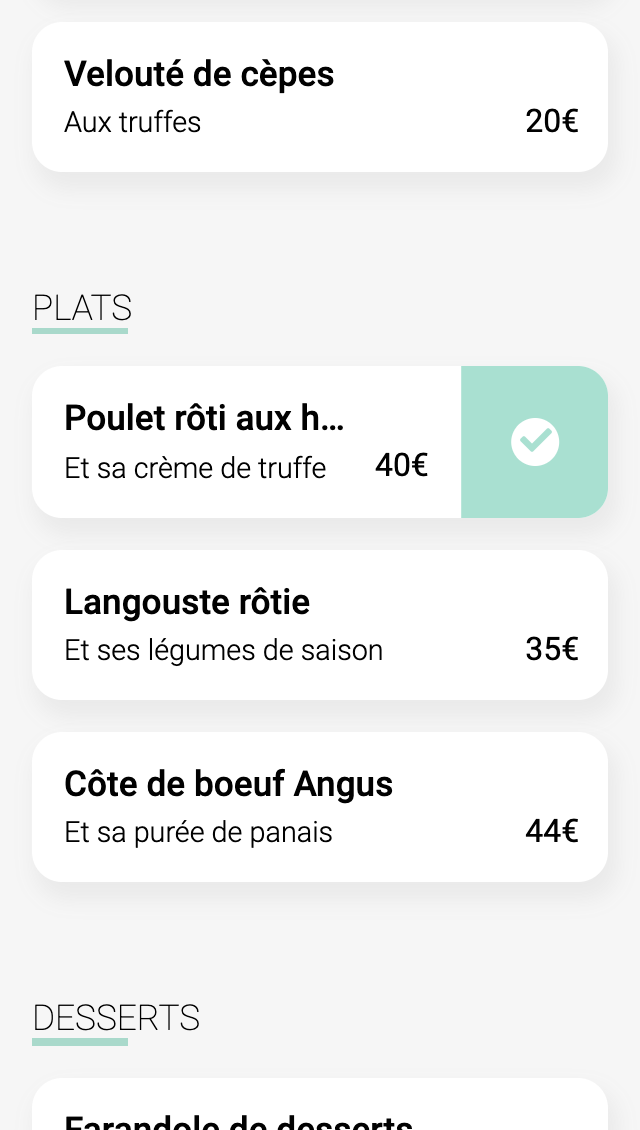 Velouté de cèpes
Aux truffes 20€
PLATS
Poulet rôti aux h...
Et sa crème de truffe 40€
Langouste rôtie
Et ses légumes de saison 35€
Côte de boeuf Angus
Et sa purée de panais 44€
DESSERTS
Farandole de desserts